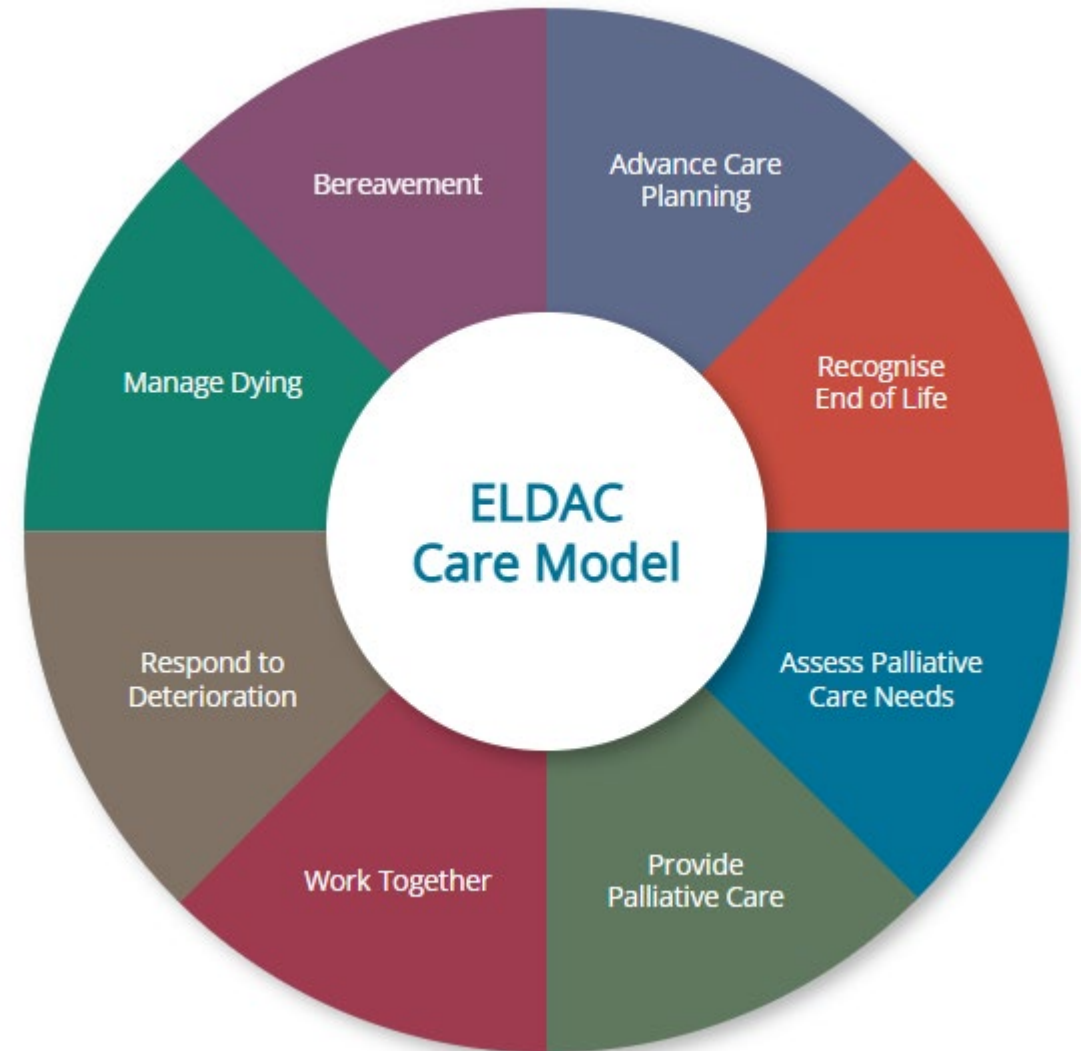 ELDAC
Care Model
Advance Care
Planning
Recognise
End of Life
Assess Palliative
Care Needs
Provide
Palliative Care
Work Together
Respond to
Deterioration
Manage Dying
Bereavement